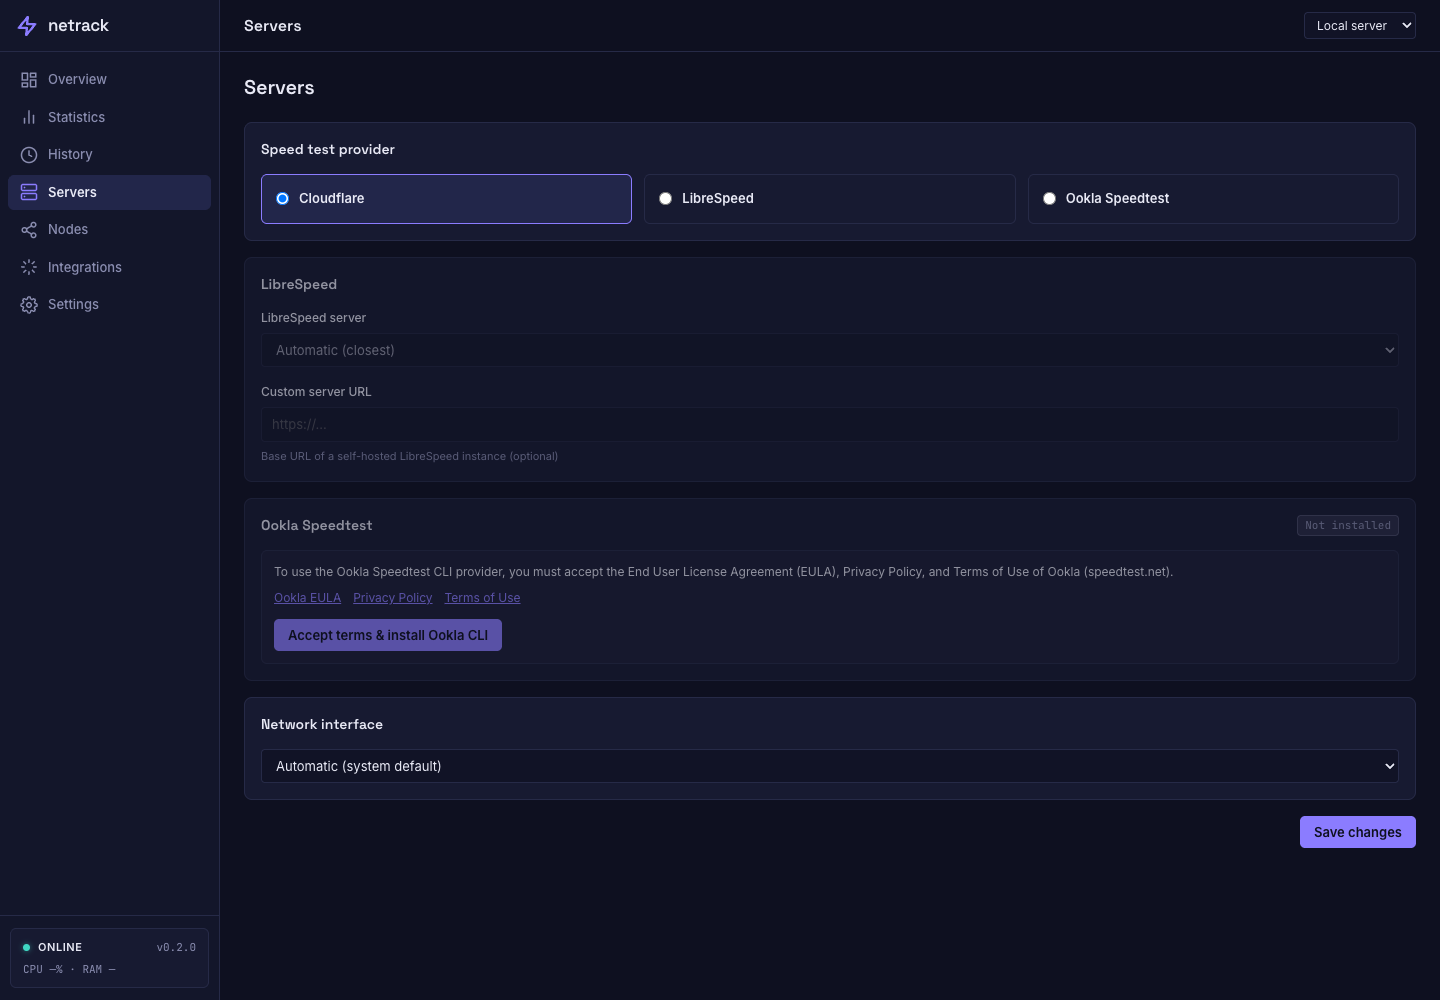 netrack
Servers
Local server
Overview
Statistics
History
Servers
Nodes
Integrations
Settings
Servers
Speed test provider
Cloudflare
LibreSpeed
Ookla Speedtest
LibreSpeed
LibreSpeed server
Automatic (closest)
Custom server URL
https://...
Base URL of a self-hosted LibreSpeed instance (optional)
Ookla Speedtest
Not installed
To use the Ookla Speedtest CLI provider, you must accept the End User License Agreement (EULA), Privacy Policy, and Terms of Use of Ookla (speedtest.net).
Ookla EULA Privacy Policy Terms of Use
Accept terms & install Ookla CLI
Network interface
Automatic (system default)
Save changes
ONLINE v0.2.0
CPU —% · RAM —